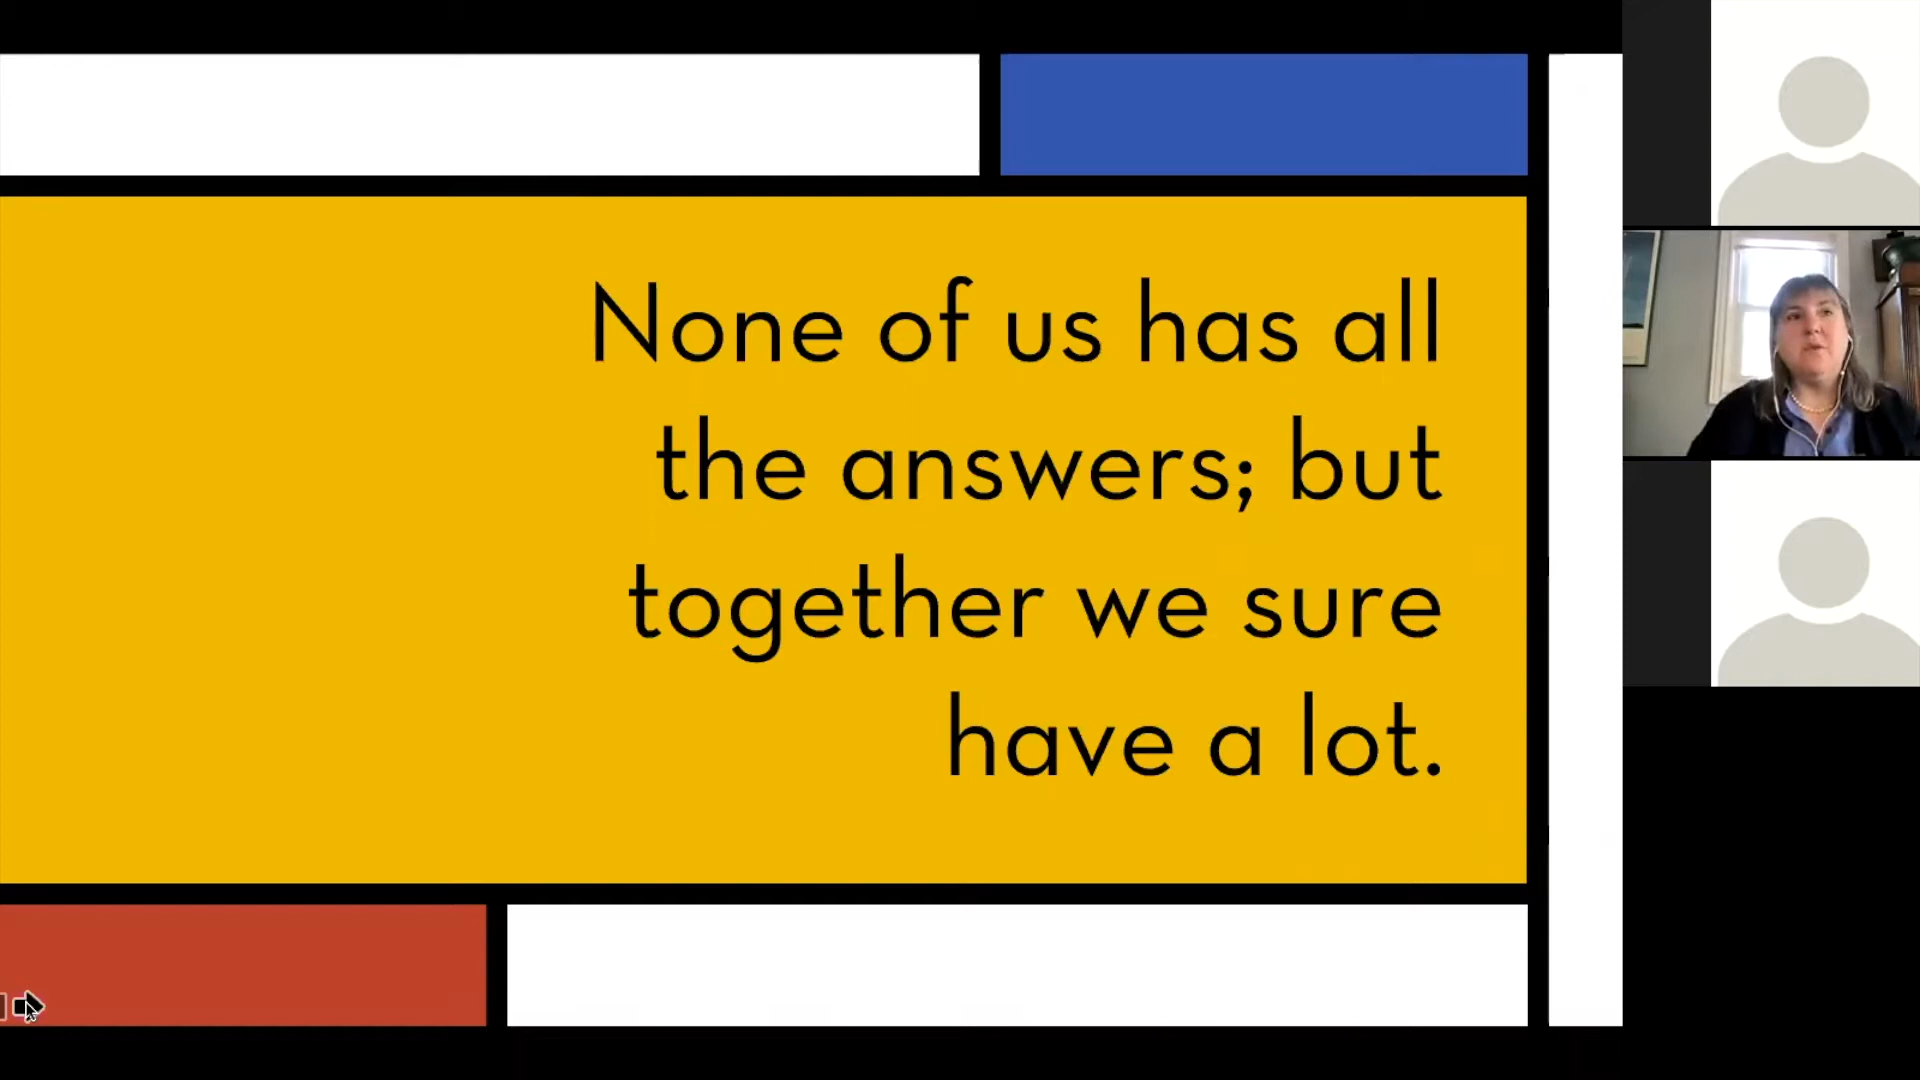 None of us has all
the answers; but
together we sure
have a lot.